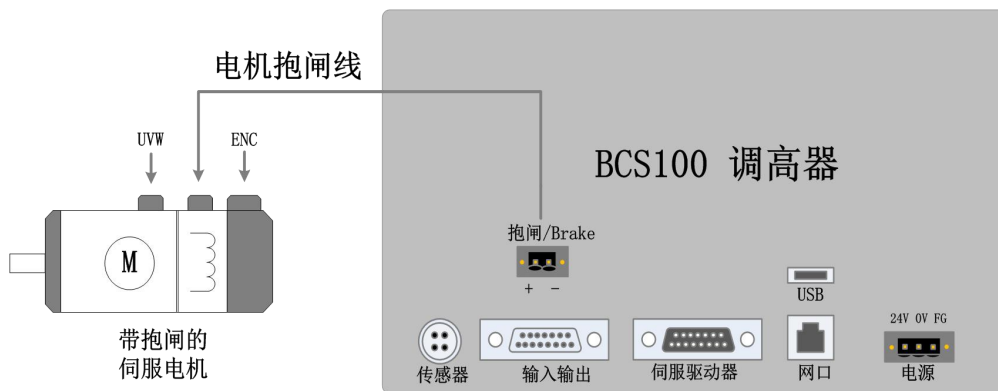 电机抱闸线
UVW
ENC
BCS100 调高器
抱闸/Brake
M
+ -
USB
24V 0V FG
带抱闸的
伺服电机
传感器
输入输出
伺服驱动器
网口
电源